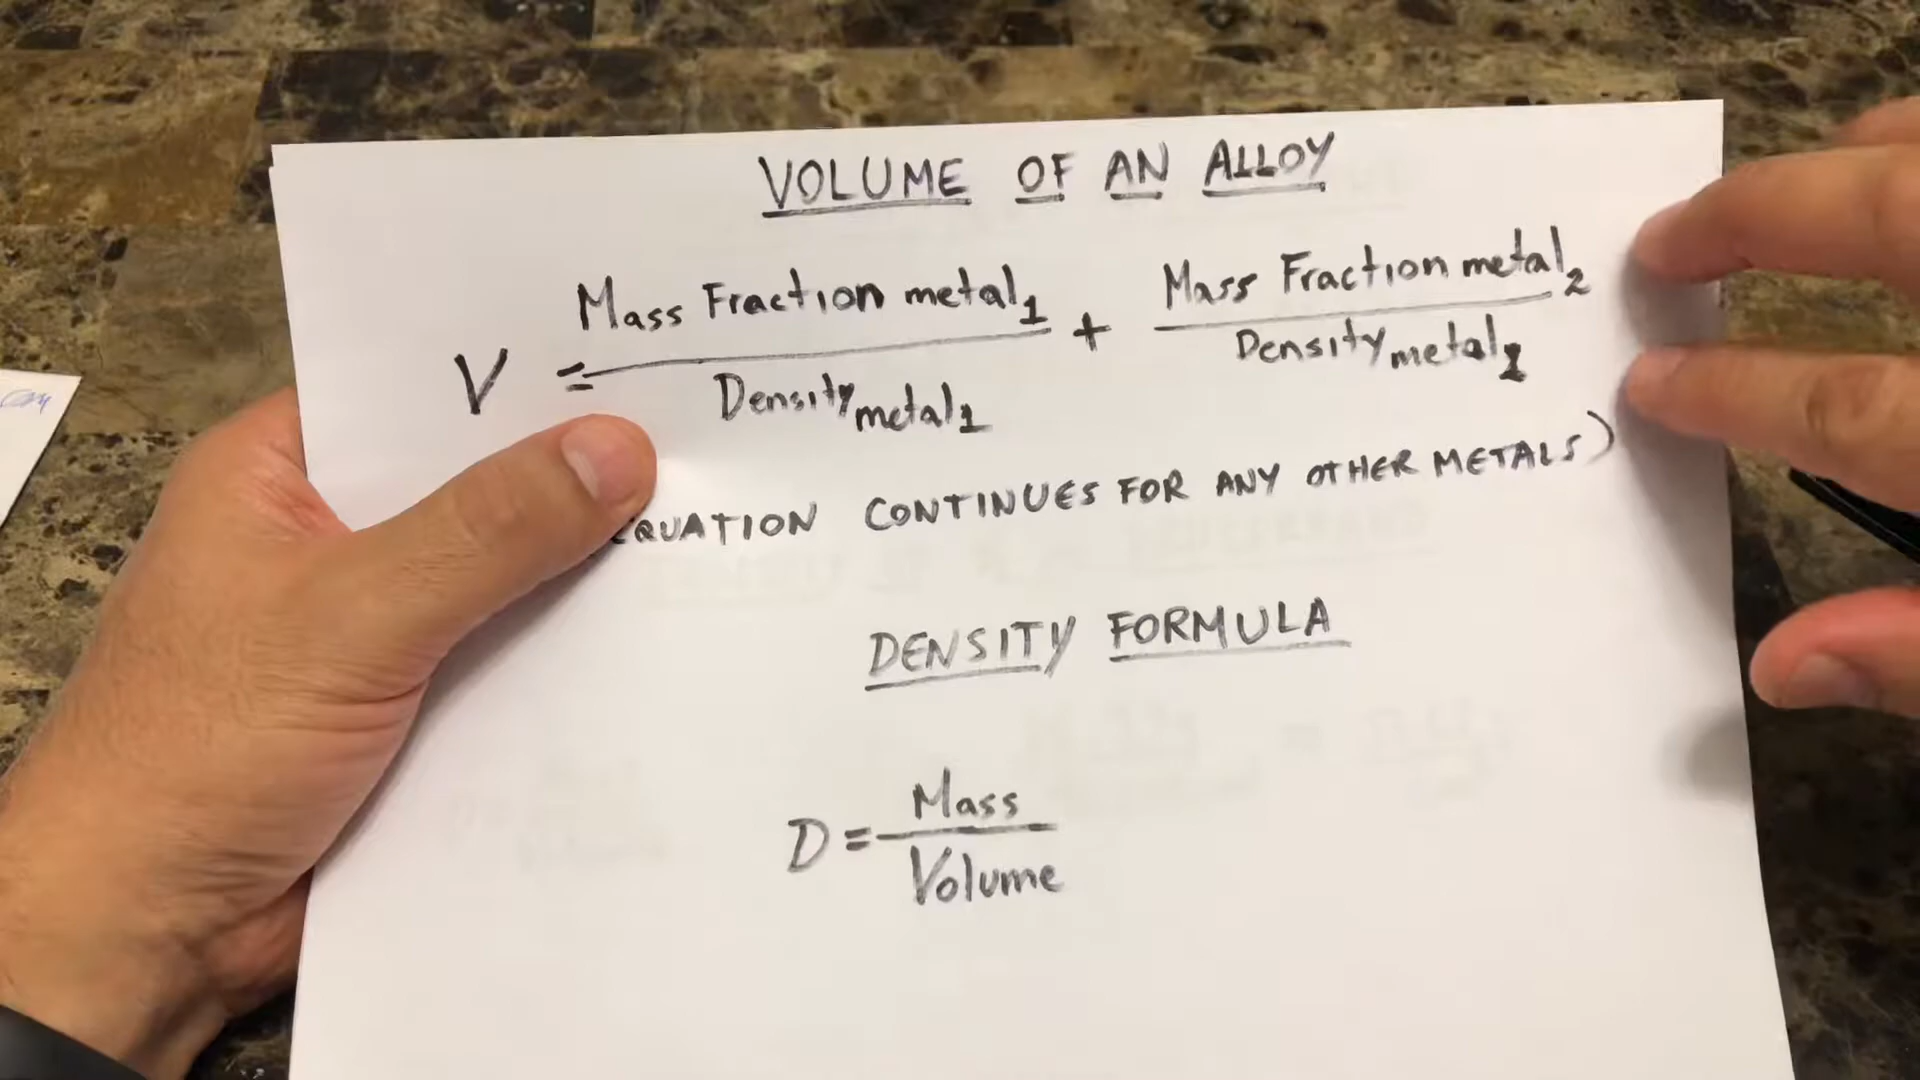 VOLUME OF AN ALLOY
V = Mass Fraction metal₁ / Density metal₁ + Mass Fraction metal₂ / Density metal₂
EQUATION CONTINUES FOR ANY OTHER METALS)
DENSITY FORMULA
D = Mass / Volume